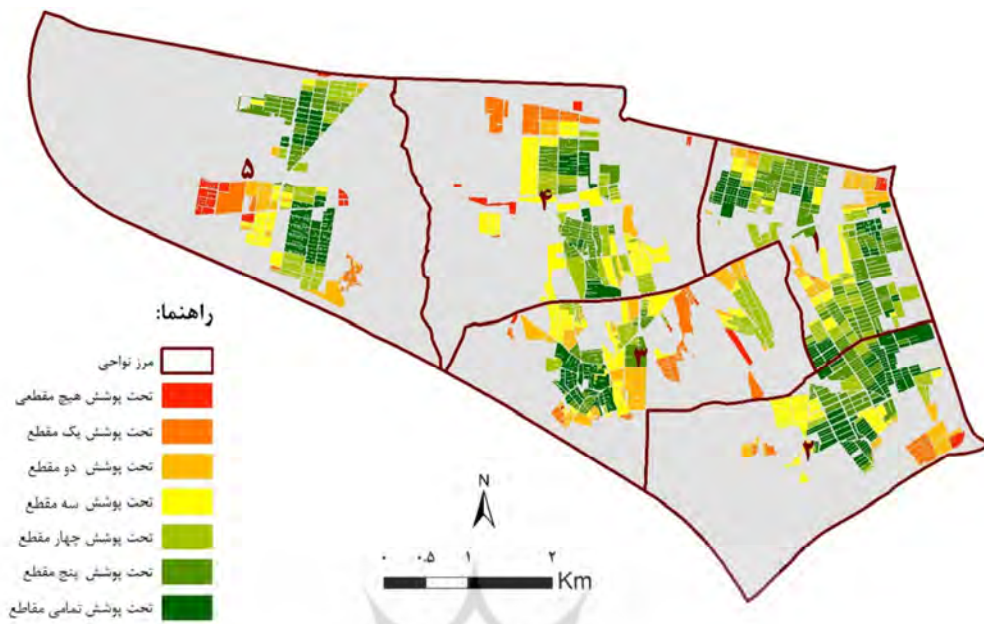 ۵
۴
۱
۳
۲
راهنما:
مرز نواحی
تحت پوشش هیچ مقطعی
تحت پوشش یک مقطع
تحت پوشش دو مقطع
تحت پوشش سه مقطع
تحت پوشش چهار مقطع
تحت پوشش پنج مقطع
تحت پوشش تمامی مقاطع
N
۰ ۰.۵ ۱ ۲
Km